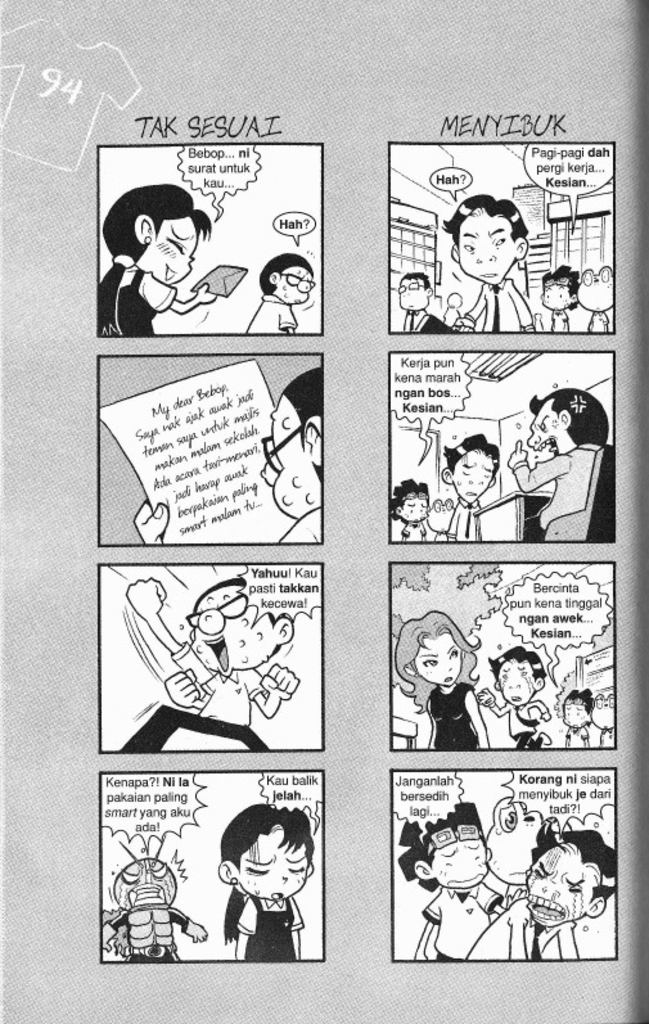 94
TAK SESUAI
Bebop... ni
surat untuk
kau...
Hah?
My dear Bebop,
Saya nak ajak awak jadi
teman saya untuk majlis
makan malam sekolah.
Ada acara tari-menari,
jadi harap awak
berpakaian paling
smart malam tu...
Yahuu! Kau
pasti takkan
kecewa!
Kenapa?! Ni la
pakaian paling
smart yang aku
ada!
Kau balik
jelah...
MENYIBUK
Hah?
Pagi-pagi dah
pergi kerja...
Kesian...
Kerja pun
kena marah
ngan bos...
Kesian...
Bercinta
pun kena tinggal
ngan awek...
Kesian...
Janganlah
bersedih
lagi...
Korang ni siapa
menyibuk je dari
tadi?!